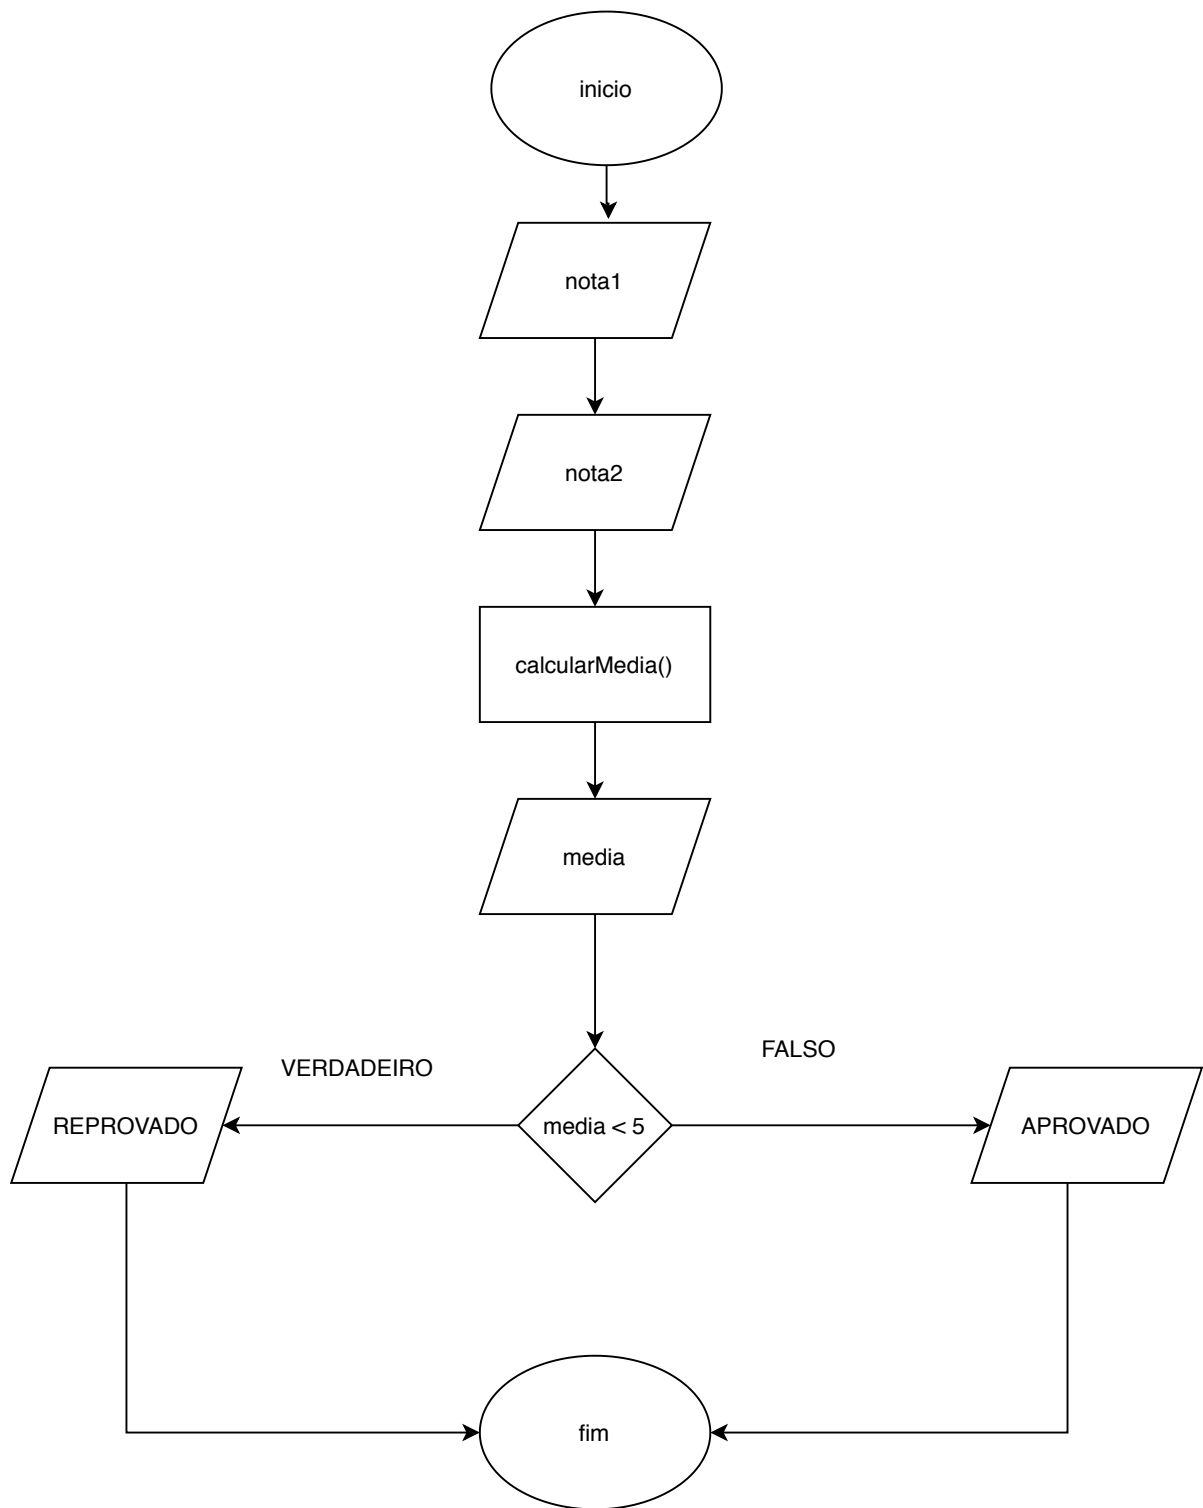 inicio
nota1
nota2
calcularMedia()
media
VERDADEIRO
FALSO
REPROVADO
media < 5
APROVADO
fim